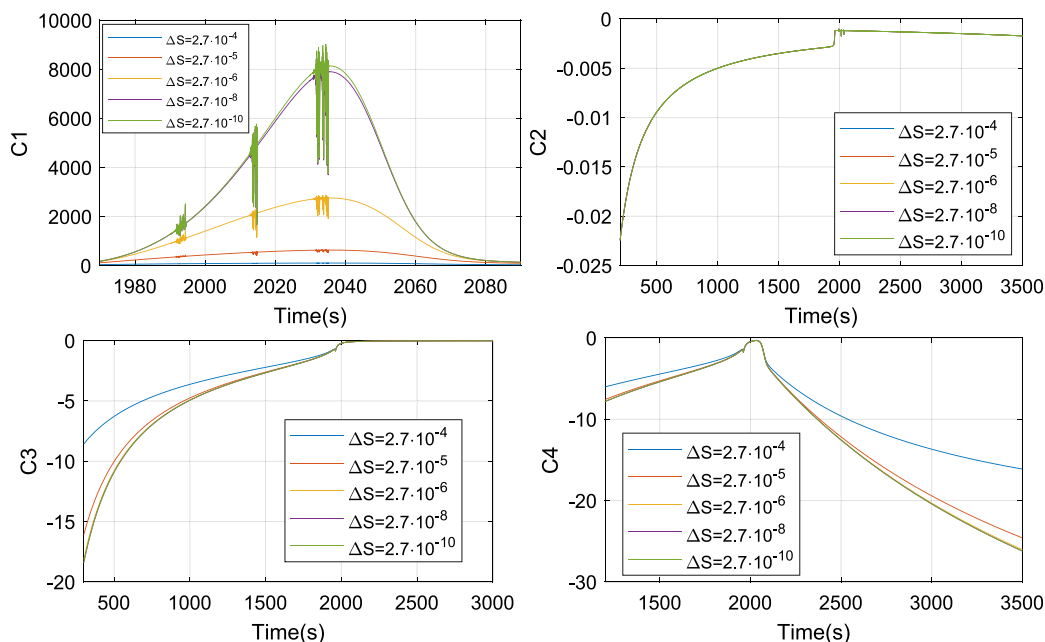 10000
8000
6000
4000
2000
0
C1
ΔS=2.7·10⁻⁴
ΔS=2.7·10⁻⁵
ΔS=2.7·10⁻⁶
ΔS=2.7·10⁻⁸
ΔS=2.7·10⁻¹⁰
1980 2000 2020 2040 2060 2080
Time(s)
0
-0.005
-0.01
-0.015
-0.02
-0.025
C2
ΔS=2.7·10⁻⁴
ΔS=2.7·10⁻⁵
ΔS=2.7·10⁻⁶
ΔS=2.7·10⁻⁸
ΔS=2.7·10⁻¹⁰
500 1000 1500 2000 2500 3000 3500
Time(s)
0
-5
-10
-15
-20
C3
ΔS=2.7·10⁻⁴
ΔS=2.7·10⁻⁵
ΔS=2.7·10⁻⁶
ΔS=2.7·10⁻⁸
ΔS=2.7·10⁻¹⁰
500 1000 1500 2000 2500 3000
Time(s)
0
-10
-20
-30
C4
ΔS=2.7·10⁻⁴
ΔS=2.7·10⁻⁵
ΔS=2.7·10⁻⁶
ΔS=2.7·10⁻⁸
ΔS=2.7·10⁻¹⁰
1500 2000 2500 3000 3500
Time(s)